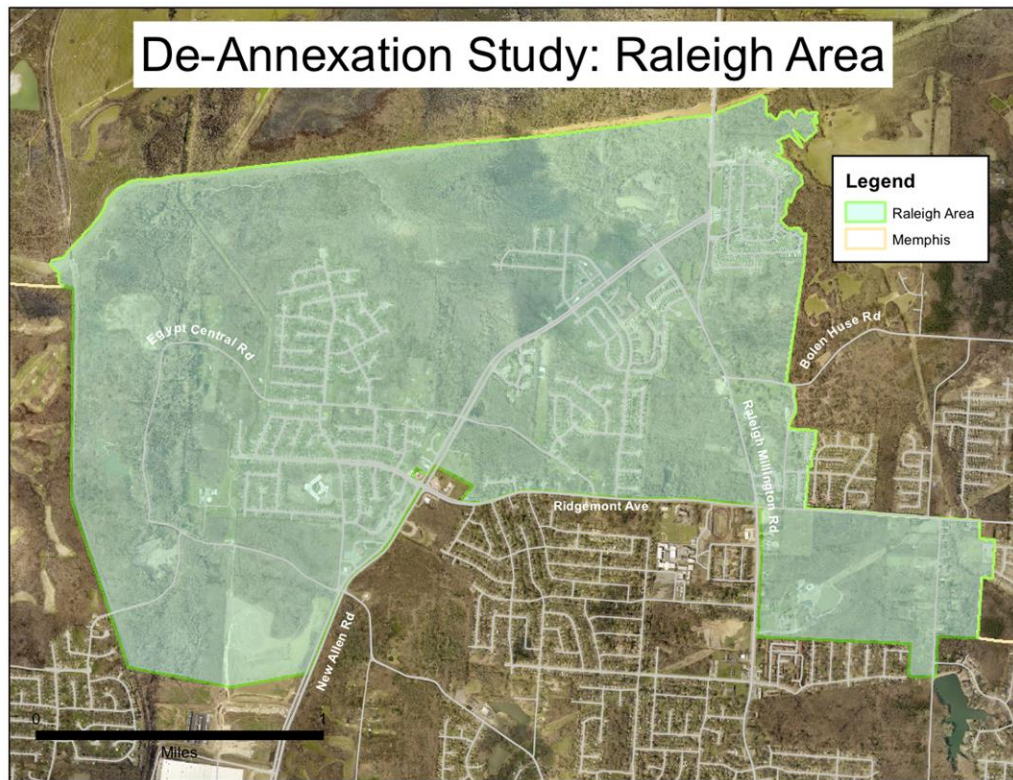 De-Annexation Study: Raleigh Area
Legend
Raleigh Area
Memphis
Egypt Central Rd
Bolen Huse Rd
Raleigh Millington Rd
Ridgemont Ave
New Allen Rd
0 1
Miles